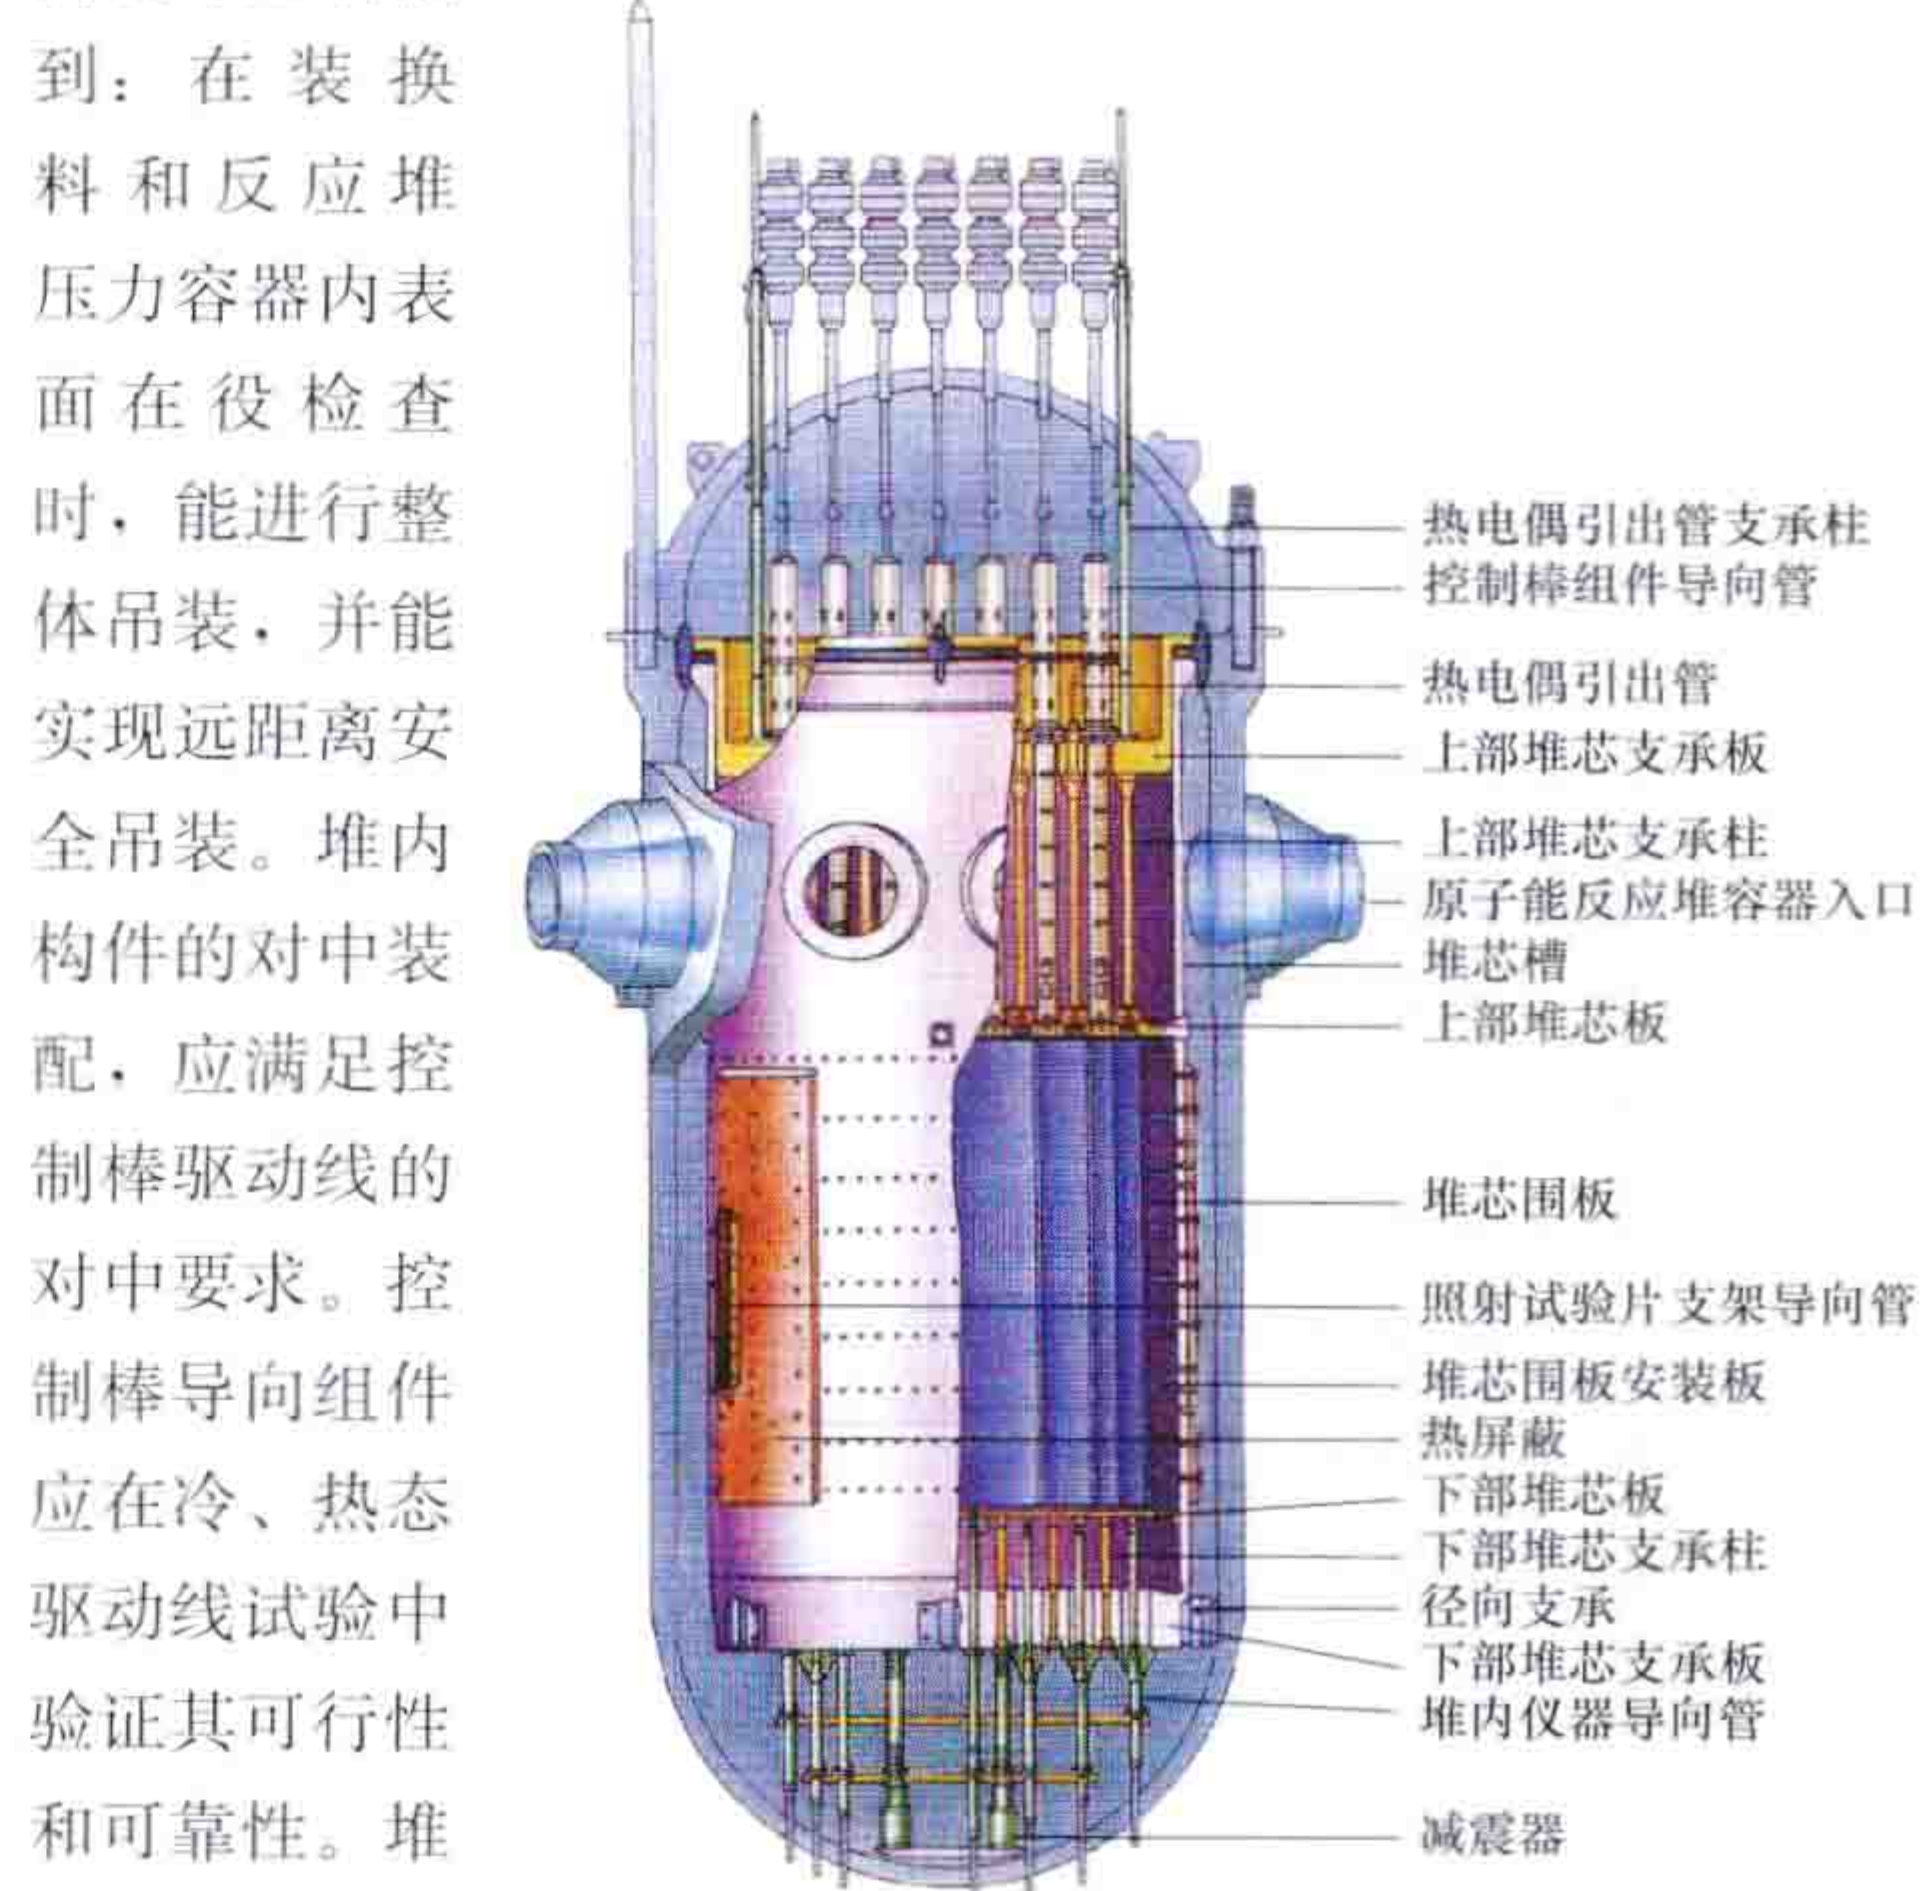 到：在装换
料和反应堆
压力容器内表
面在役检查
时，能进行整
体吊装，并能
实现远距离安
全吊装。堆内
构件的对中装
配，应满足控
制棒驱动线的
对中要求。控
制棒导向组件
应在冷、热态
驱动线试验中
验证其可行性
和可靠性。堆
热电偶引出管支承柱
控制棒组件导向管
热电偶引出管
上部堆芯支承板
上部堆芯支承柱
原子能反应堆容器入口
堆芯槽
上部堆芯板
堆芯围板
照射试验片支架导向管
堆芯围板安装板
热屏蔽
下部堆芯板
下部堆芯支承柱
径向支承
下部堆芯支承板
堆内仪器导向管
减震器